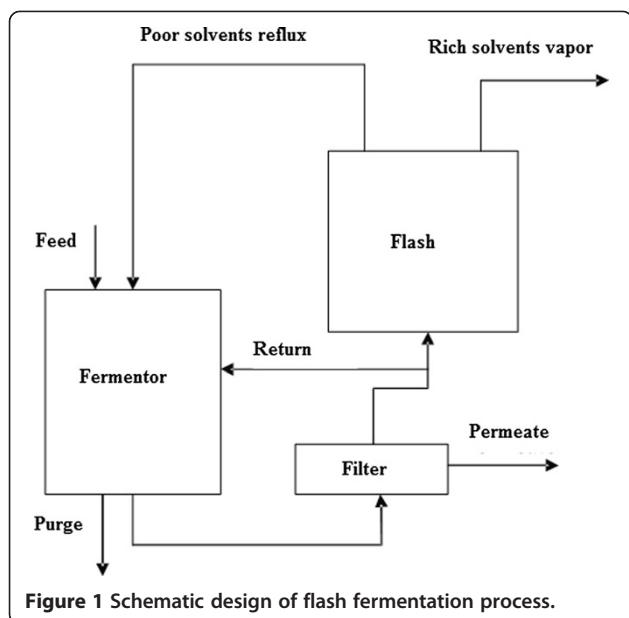 Poor solvents reflux
Rich solvents vapor
Feed
Flash
Return
Fermentor
Permeate
Filter
Purge
Figure 1 Schematic design of flash fermentation process.